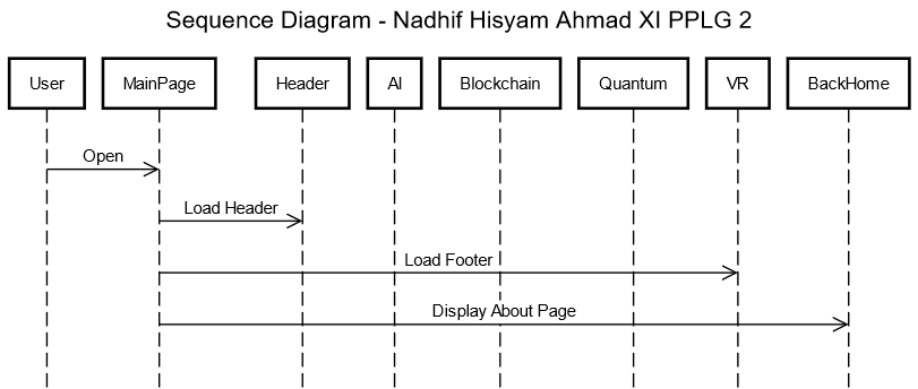 Sequence Diagram - Nadhif Hisyam Ahmad XI PPLG 2
User
MainPage
Header
AI
Blockchain
Quantum
VR
BackHome
Open
Load Header
Load Footer
Display About Page